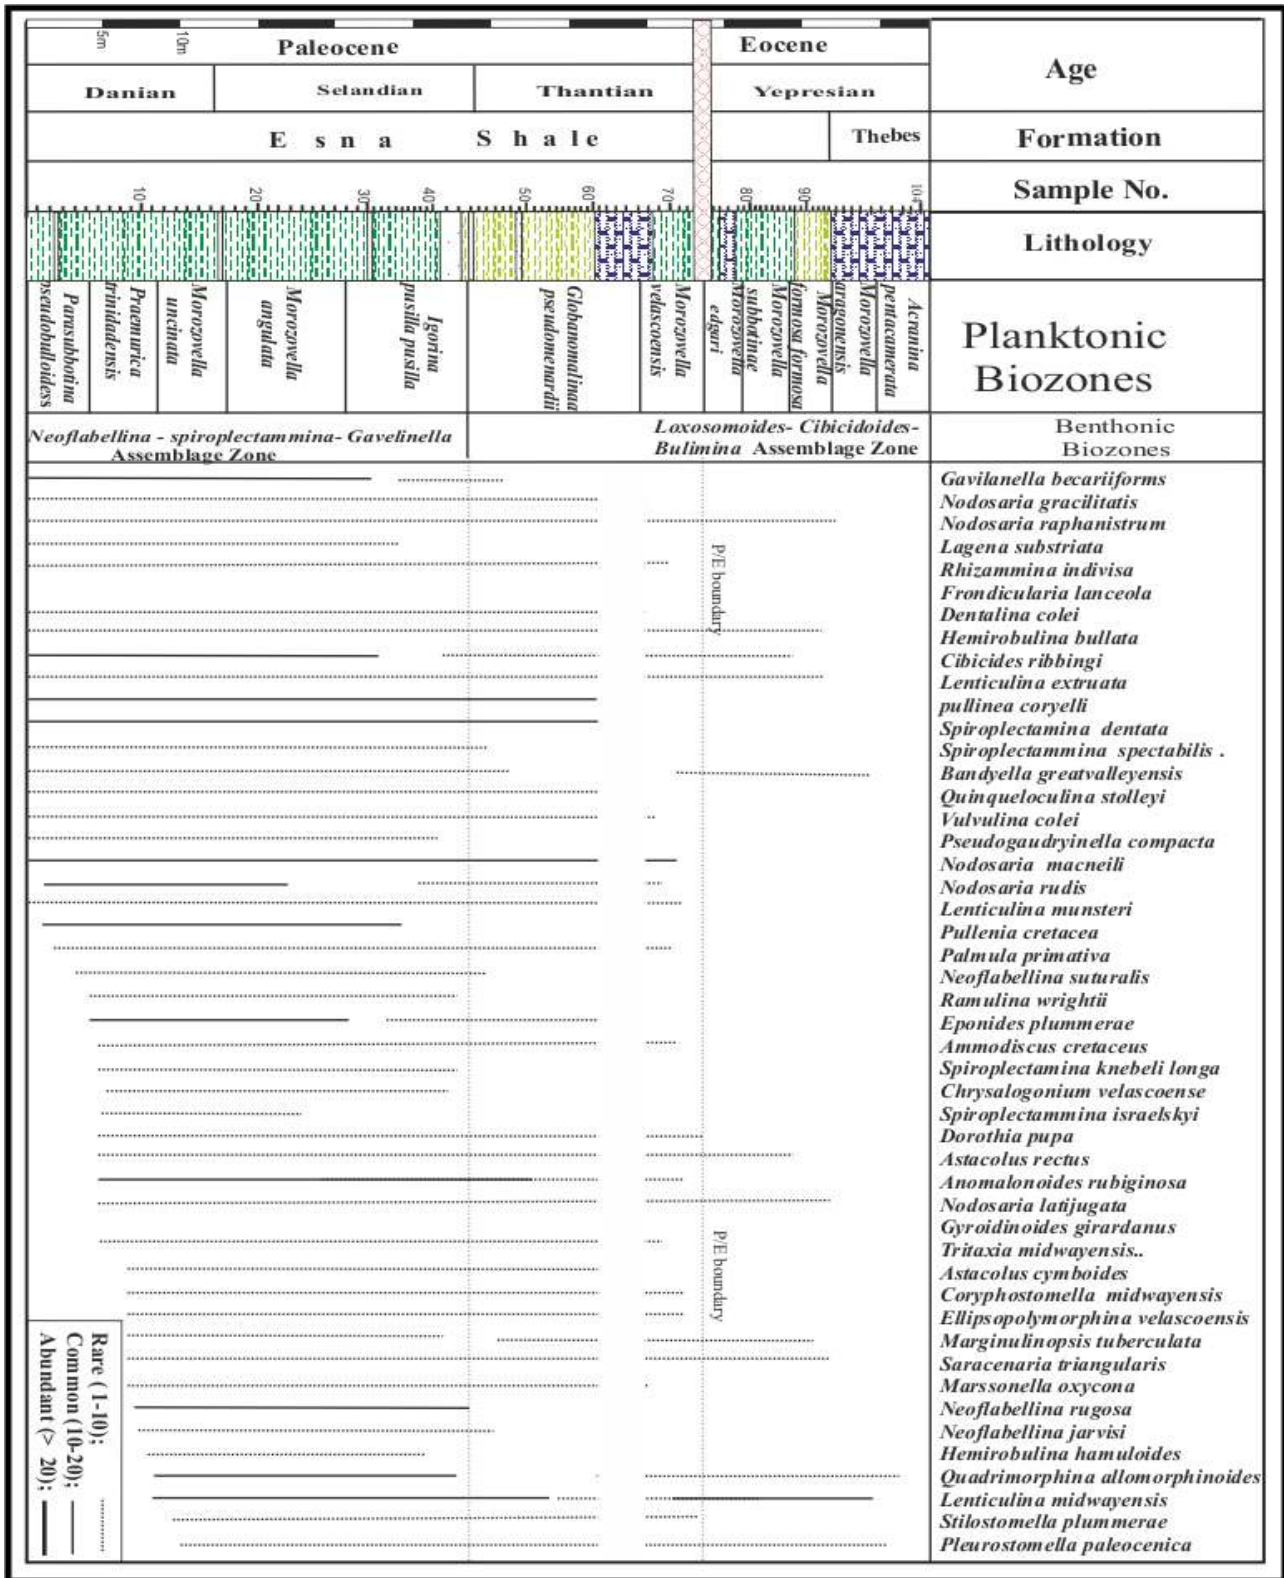 5m
10m
Paleocene
Eocene
Age
Danian
Selandian
Thantian
Yepresian
Esna Shale
Thebes
Formation
10
20
30
40
50
60
70
80
90
104
Sample No.
Lithology
Parasubbotina
pseudobulloidess
Praemurica
trinidadensis
Morozovella
uncinata
Morozovella
angulata
Igorina
pusilla pusilla
Globanomalinaa
pseudomenardii
Morozovella
velascoensis
Morozovella
edgari
Morozovella
subbotinae
Morozovella
formosa formosa
Morozovella
aragonensis
Acranina
pentacamerata
Planktonic
Biozones
Neoflabellina - spiroplectammina- Gavelinella
Assemblage Zone
Loxosomoides- Cibicidoides-
Bulimina Assemblage Zone
Benthonic
Biozones
P/E boundary
P/E boundary
Gavilanella becariiforms
Nodosaria gracilitatis
Nodosaria raphanistrum
Lagena substriata
Rhizammina indivisa
Frondicularia lanceola
Dentalina colei
Hemirobulina bullata
Cibicides ribbingi
Lenticulina extruata
pullinea coryelli
Spiroplectamina dentata
Spiroplectammina spectabilis .
Bandyella greatvalleyensis
Quinqueloculina stolleyi
Vulvulina colei
Pseudogaudryinella compacta
Nodosaria macneili
Nodosaria rudis
Lenticulina munsteri
Pullenia cretacea
Palmula primativa
Neoflabellina suturalis
Ramulina wrightii
Eponides plummerae
Ammodiscus cretaceus
Spiroplectamina knebeli longa
Chrysalogonium velascoense
Spiroplectammina israelskyi
Dorothia pupa
Astacolus rectus
Anomalonoides rubiginosa
Nodosaria latijugata
Gyroidinoides girardanus
Tritaxia midwayensis..
Astacolus cymboides
Coryphostomella midwayensis
Ellipsopolymorphina velascoensis
Marginulinopsis tuberculata
Saracenaria triangularis
Marssonella oxycona
Neoflabellina rugosa
Neoflabellina jarvisi
Hemirobulina hamuloides
Quadrimorphina allomorphinoides
Lenticulina midwayensis
Stilostomella plummerae
Pleurostomella paleocenica
Rare (1-10);
Common (10-20);
Abundant (> 20);